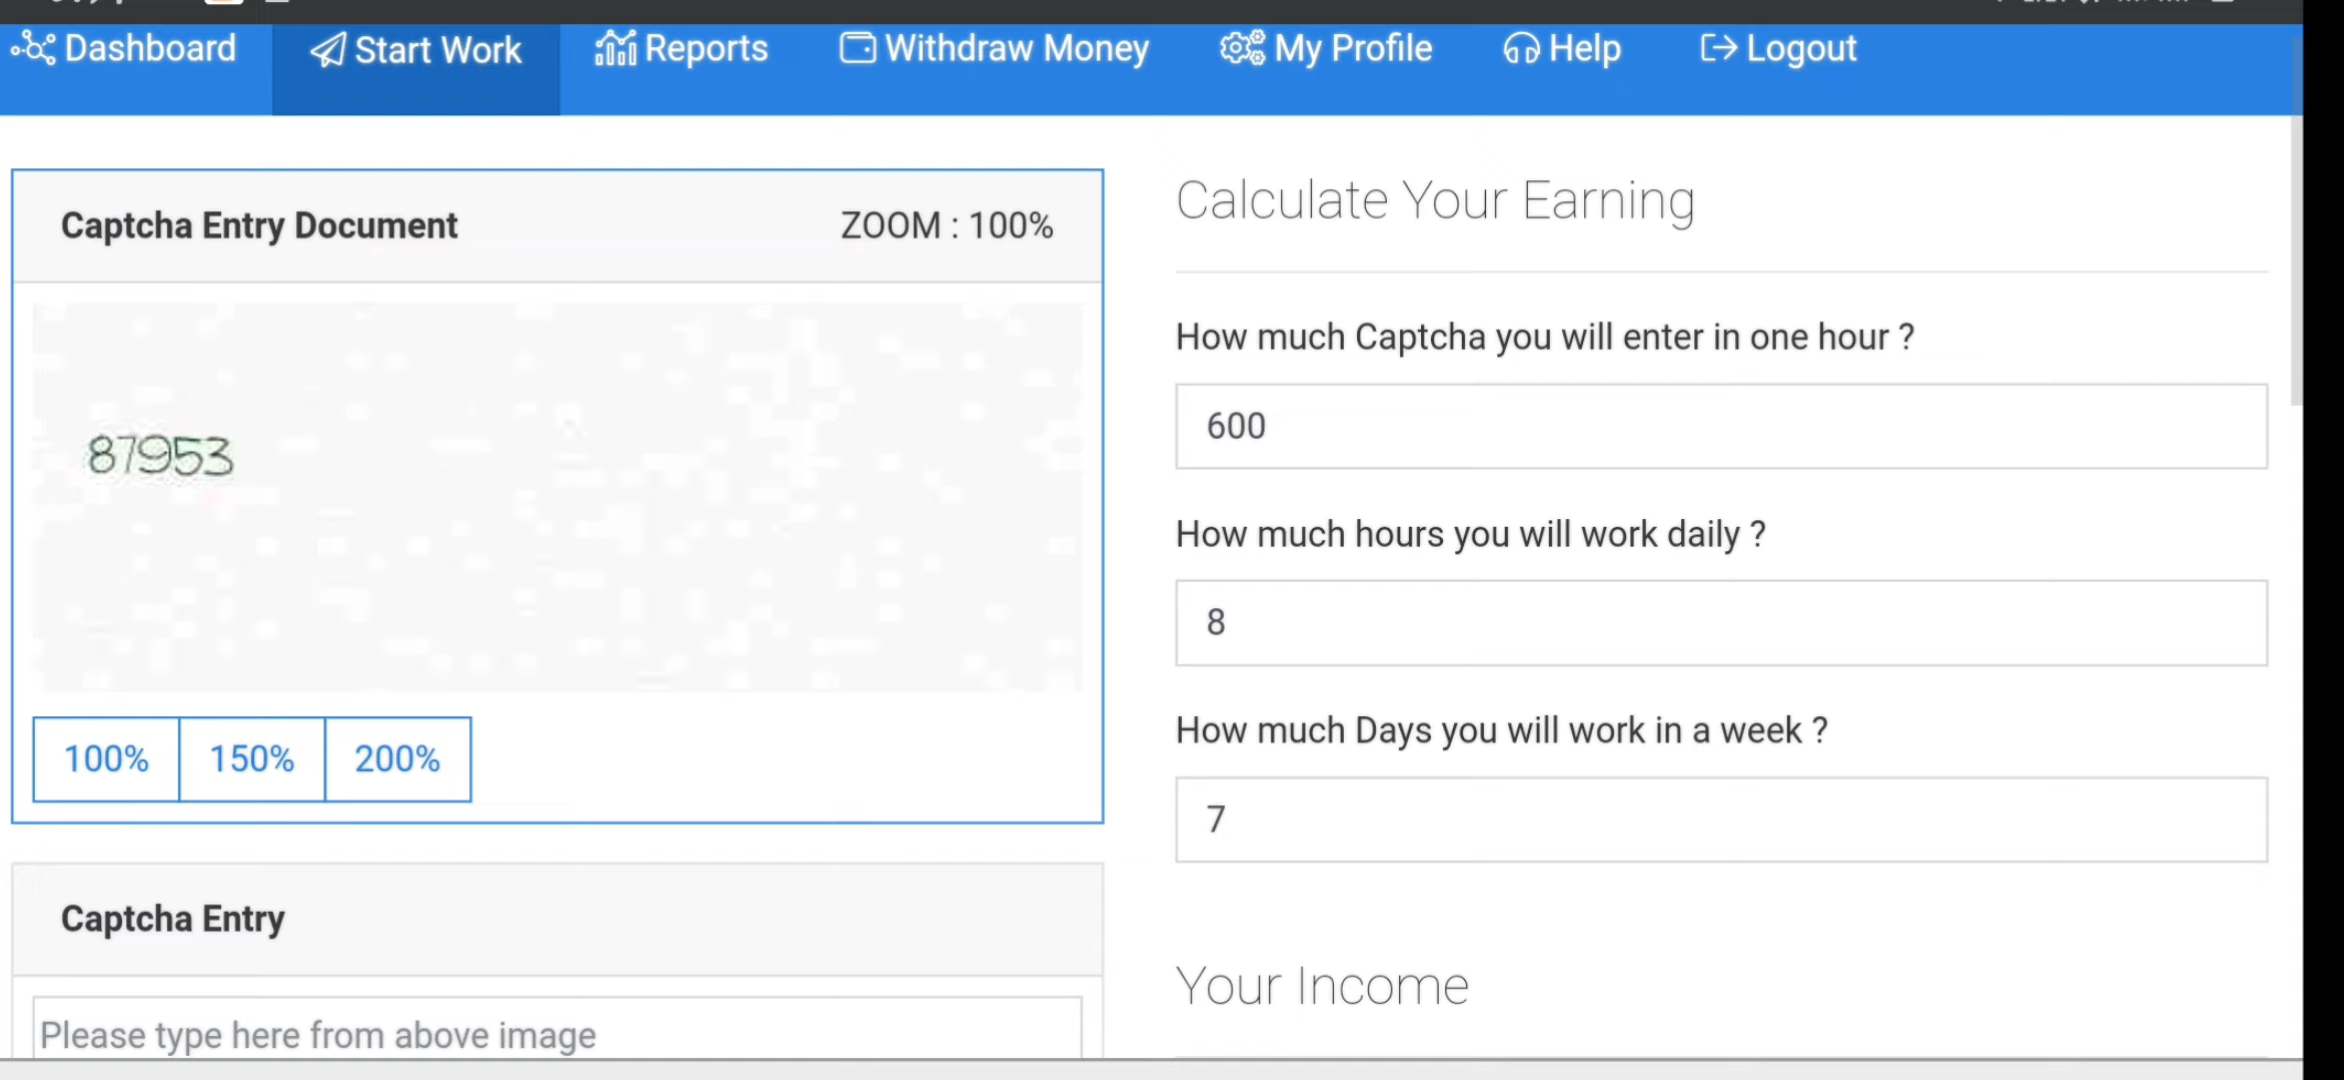 Dashboard
Start Work
Reports
Withdraw Money
My Profile
Help
Logout
Captcha Entry Document
ZOOM : 100%
87953
100%
150%
200%
Captcha Entry
Please type here from above image
Calculate Your Earning
How much Captcha you will enter in one hour ?
600
How much hours you will work daily ?
8
How much Days you will work in a week ?
7
Your Income